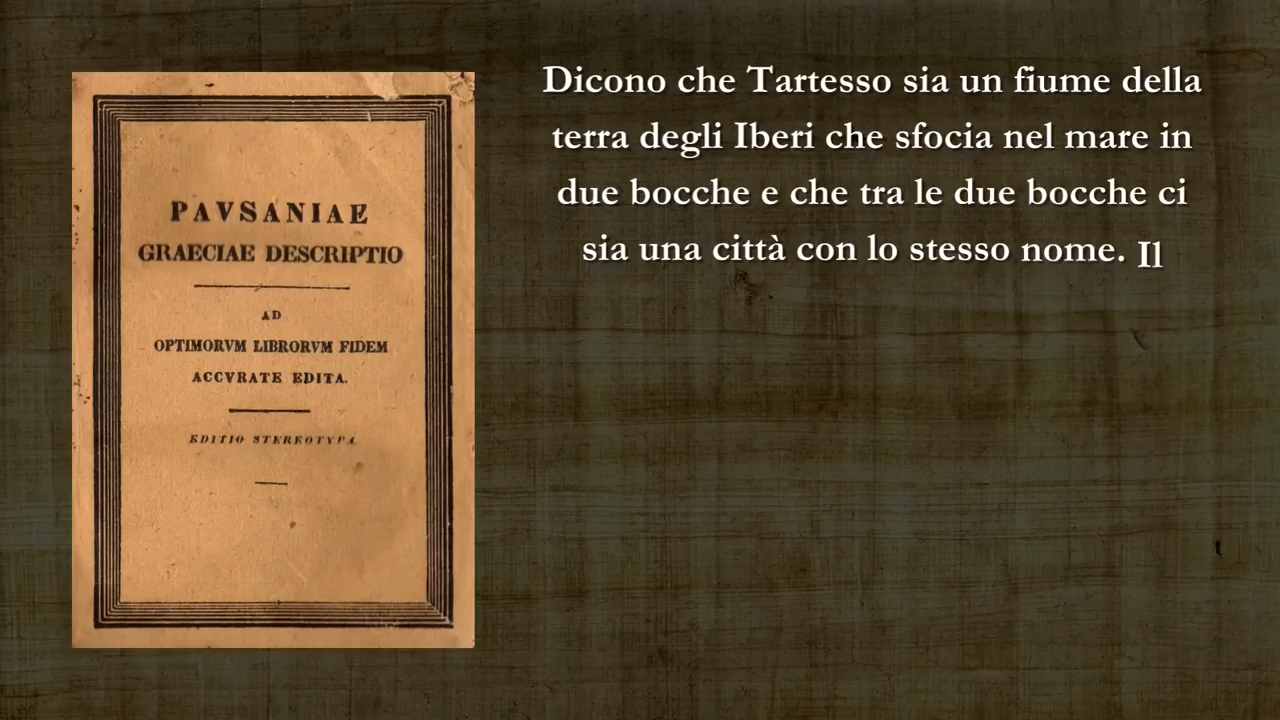 PAVSANIAE
GRAECIAE DESCRIPTIO
AD
OPTIMORVM LIBRORVM FIDEM
ACCVRATE EDITA.
EDITIO STEREOTYPA
Dicono che Tartesso sia un fiume della
terra degli Iberi che sfocia nel mare in
due bocche e che tra le due bocche ci
sia una città con lo stesso nome. Il